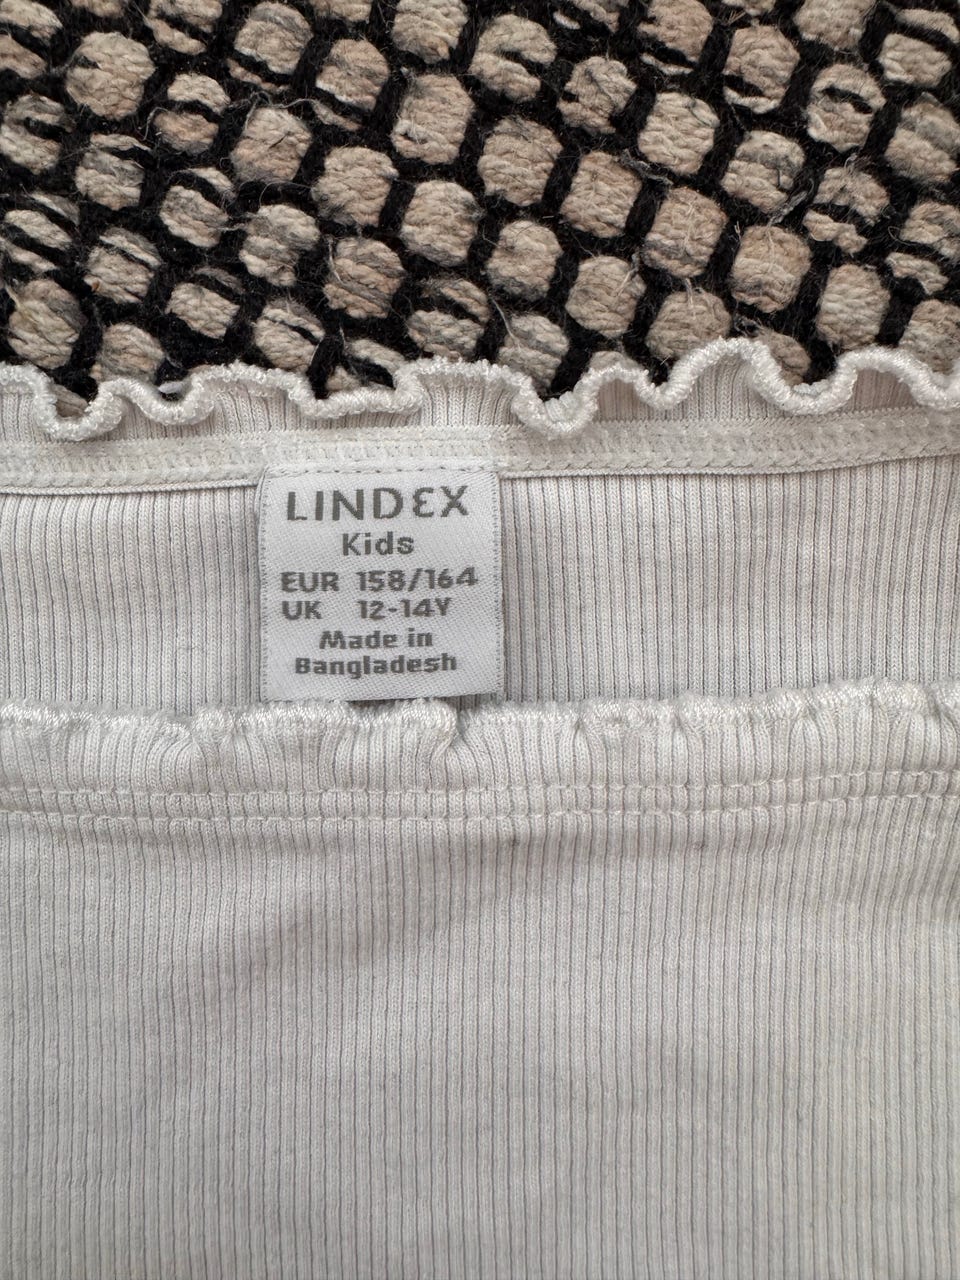 LINDEX
Kids
EUR 158/164
UK 12-14Y
Made in
Bangladesh